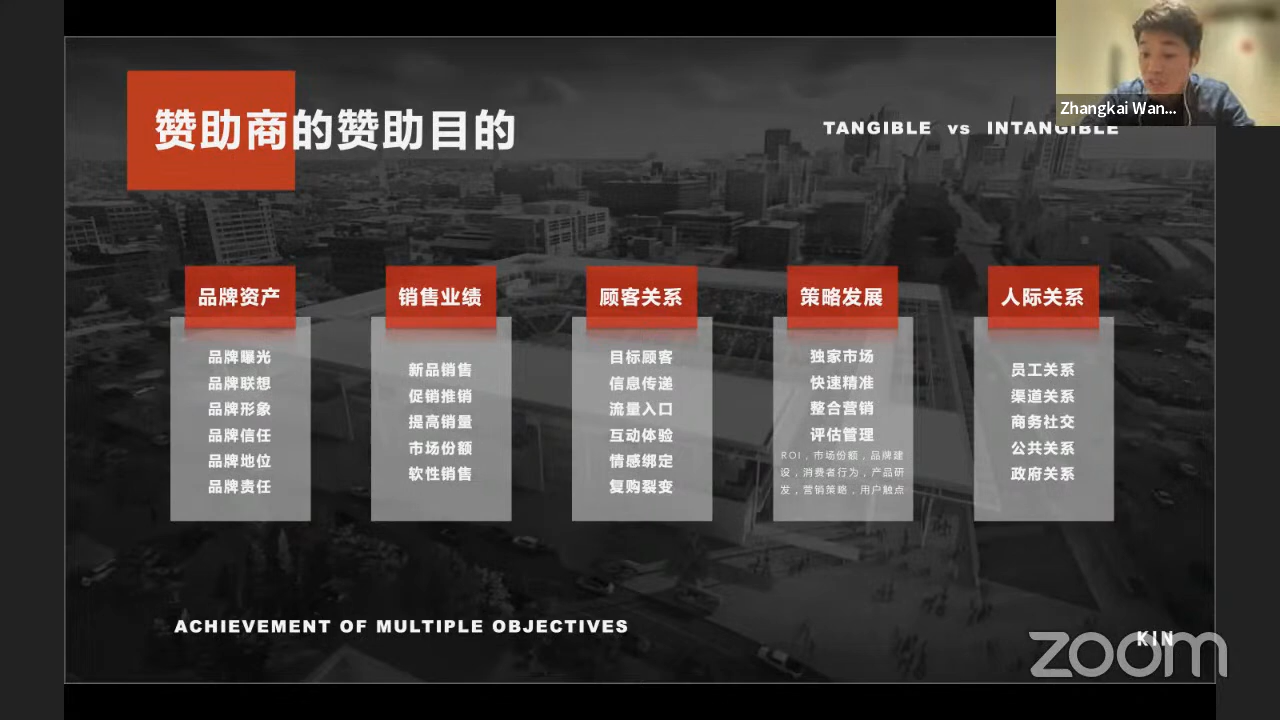 Zhangkai Wan...
赞助商的赞助目的
TANGIBLE vs INTANGIBLE
品牌资产
品牌曝光
品牌联想
品牌形象
品牌信任
品牌地位
品牌责任
销售业绩
新品销售
促销推销
提高销量
市场份额
软性销售
顾客关系
目标顾客
信息传递
流量入口
互动体验
情感绑定
复购裂变
策略发展
独家市场
快速精准
整合营销
评估管理
ROI，市场份额，品牌建
设，消费者行为，产品研
发，营销策略，用户触点
人际关系
员工关系
渠道关系
商务社交
公共关系
政府关系
ACHIEVEMENT OF MULTIPLE OBJECTIVES
KIN
zoom